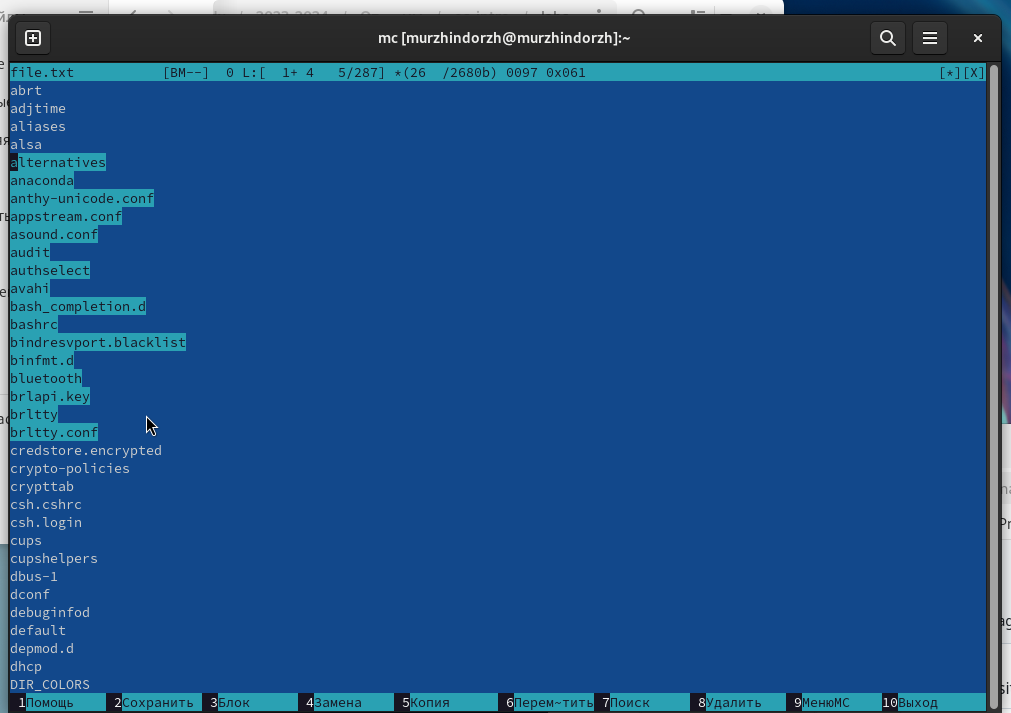 mc [murzhindorzh@murzhindorzh]:~
file.txt [BM--] 0 L:[ 1+ 4 5/287] *(26 /2680b) 0097 0x061 [*][X]
abrt
adjtime
aliases
alsa
alternatives
anaconda
anthy-unicode.conf
appstream.conf
asound.conf
audit
authselect
avahi
bash_completion.d
bashrc
bindresvport.blacklist
binfmt.d
bluetooth
brlapi.key
brltty
brltty.conf
credstore.encrypted
crypto-policies
crypttab
csh.cshrc
csh.login
cups
cupshelpers
dbus-1
dconf
debuginfod
default
depmod.d
dhcp
DIR_COLORS
1Помощь 2Сохранить 3Блок 4Замена 5Копия 6Перем~тить 7Поиск 8Удалить 9МенюMC 10Выход